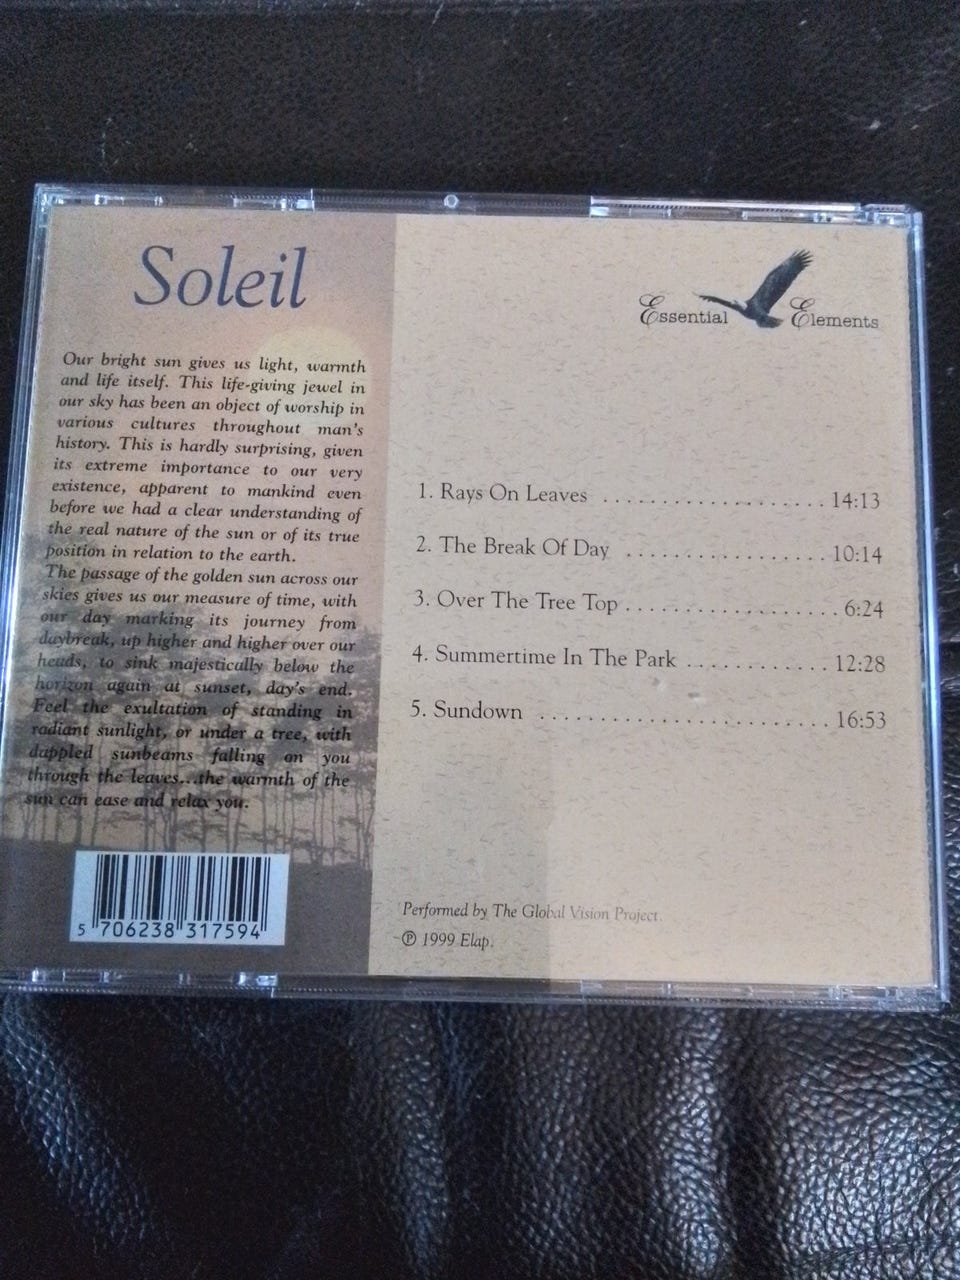 Soleil
Our bright sun gives us light, warmth
and life itself. This life-giving jewel in
our sky has been an object of worship in
various cultures throughout man's
history. This is hardly surprising, given
its extreme importance to our very
existence, apparent to mankind even
before we had a clear understanding of
the real nature of the sun or of its true
position in relation to the earth.
The passage of the golden sun across our
skies gives us our measure of time, with
our day marking its journey from
daybreak, up higher and higher over our
heads, to sink majestically below the
horizon again at sunset, day's end.
Feel the exultation of standing in
radiant sunlight, or under a tree, with
dappled sunbeams falling on you
through the leaves...the warmth of the
sun can ease and relax you.
5 706238 317594
Essential Elements
1. Rays On Leaves ................... 14:13
2. The Break Of Day ................. 10:14
3. Over The Tree Top .................. 6:24
4. Summertime In The Park ............ 12:28
5. Sundown ........................ 16:53
Performed by The Global Vision Project.
℗ 1999 Elap.